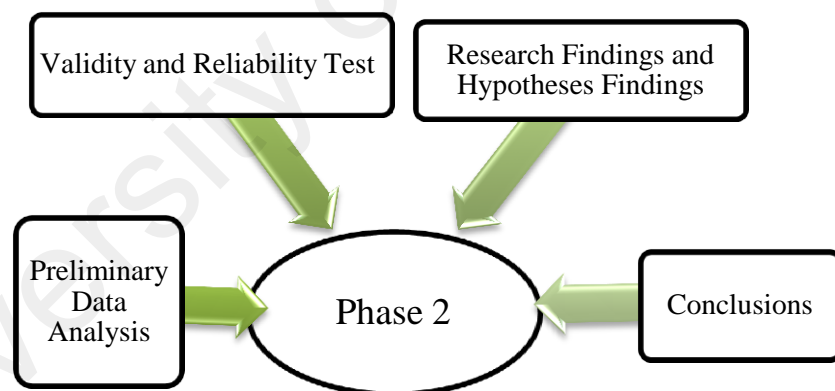 Validity and Reliability Test
Research Findings and
Hypotheses Findings
Preliminary
Data
Analysis
Phase 2
Conclusions